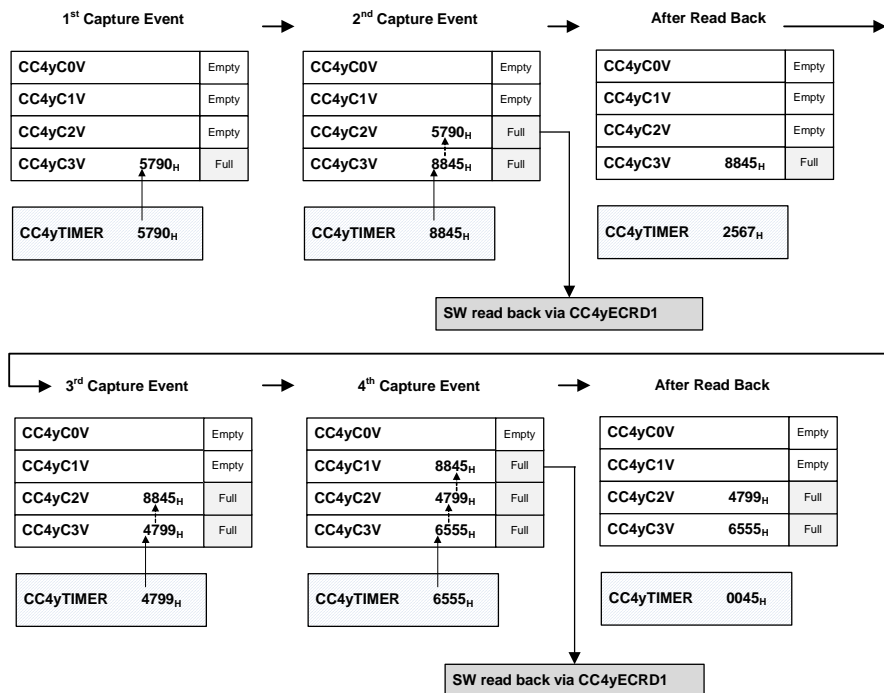 1st Capture Event
2nd Capture Event
After Read Back
CC4yC0V Empty
CC4yC1V Empty
CC4yC2V Empty
CC4yC3V 5790H Full
CC4yTIMER 5790H
CC4yC0V Empty
CC4yC1V Empty
CC4yC2V 5790H Full
CC4yC3V 8845H Full
CC4yTIMER 8845H
CC4yC0V Empty
CC4yC1V Empty
CC4yC2V Empty
CC4yC3V 8845H Full
CC4yTIMER 2567H
SW read back via CC4yECRD1
3rd Capture Event
4th Capture Event
After Read Back
CC4yC0V Empty
CC4yC1V Empty
CC4yC2V 8845H Full
CC4yC3V 4799H Full
CC4yTIMER 4799H
CC4yC0V Empty
CC4yC1V 8845H Full
CC4yC2V 4799H Full
CC4yC3V 6555H Full
CC4yTIMER 6555H
CC4yC0V Empty
CC4yC1V Empty
CC4yC2V 4799H Full
CC4yC3V 6555H Full
CC4yTIMER 0045H
SW read back via CC4yECRD1